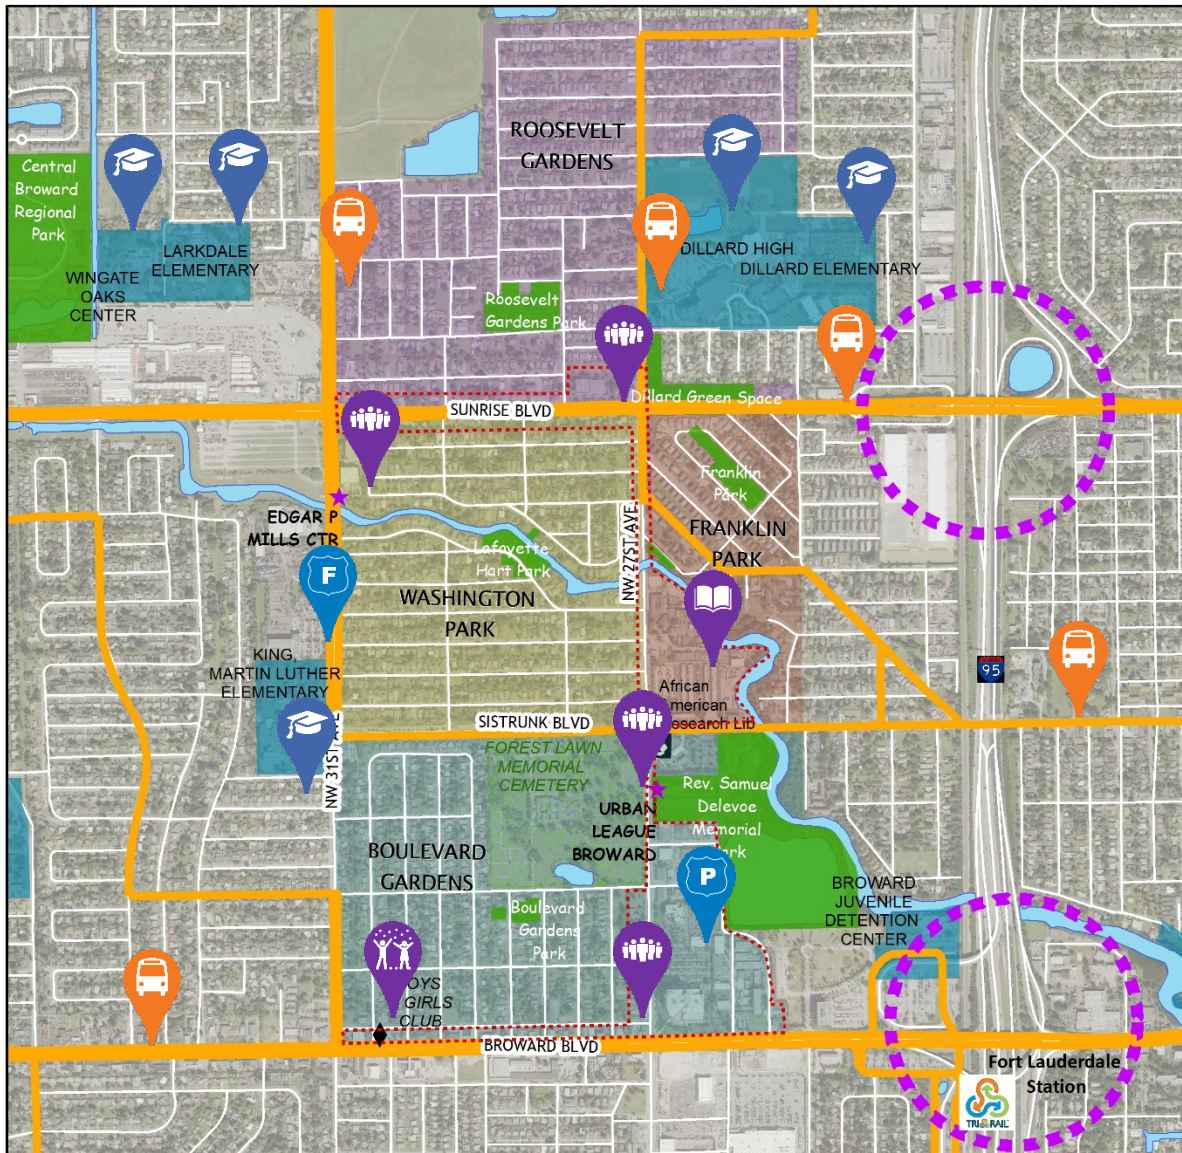 ROOSEVELT
GARDENS
Central
Broward
Regional
Park
LARKDALE
ELEMENTARY
WINGATE
OAKS
CENTER
DILLARD HIGH
DILLARD ELEMENTARY
Roosevelt
Gardens Park
Dillard Green Space
SUNRISE BLVD
Franklin
Park
FRANKLIN
PARK
EDGAR P
MILLS CTR
NW 27ST AVE
Lafayette
Hart Park
F
WASHINGTON
PARK
KING,
MARTIN LUTHER
ELEMENTARY
95
African
American
Research Lib
SISTRUNK BLVD
NW 31ST AVE
FOREST LAWN
MEMORIAL
CEMETERY
Rev. Samuel
Delevoe
Memorial
Park
URBAN
LEAGUE
BROWARD
BOULEVARD
GARDENS
P
BROWARD
JUVENILE
DETENTION
CENTER
Boulevard
Gardens
Park
BOYS
GIRLS
CLUB
BROWARD BLVD
Fort Lauderdale
Station
TRI RAIL